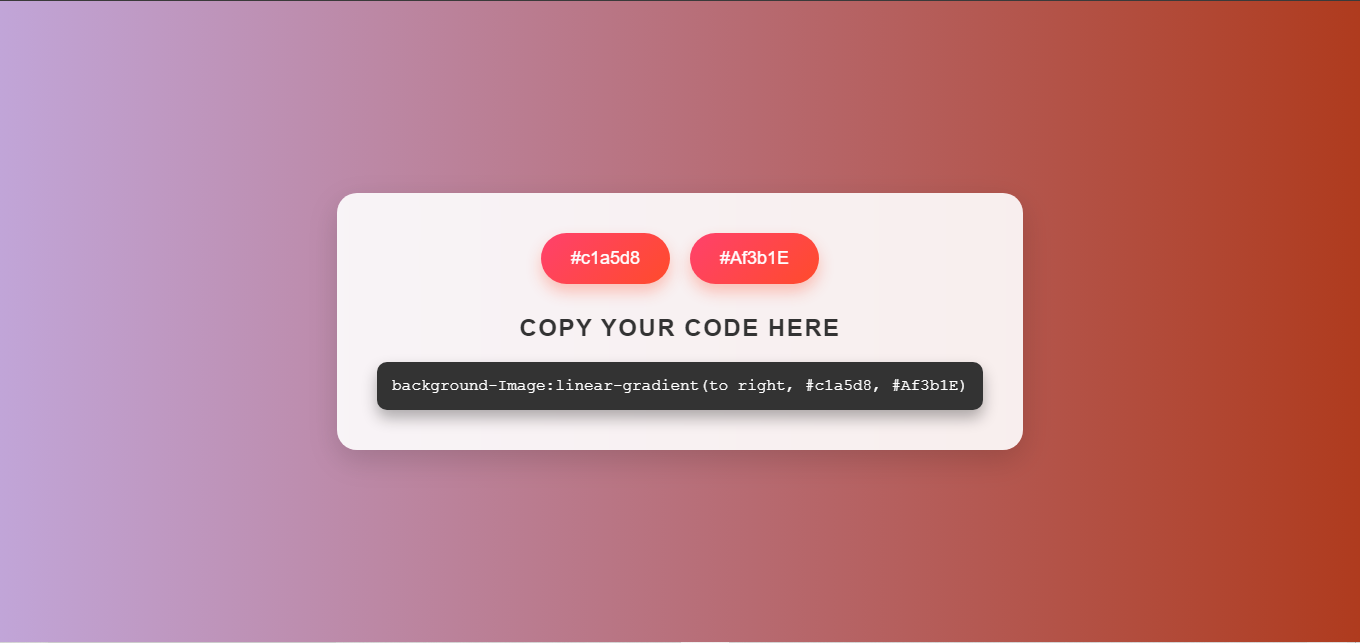 #c1a5d8 #Af3b1E
COPY YOUR CODE HERE
background-Image:linear-gradient(to right, #c1a5d8, #Af3b1E)